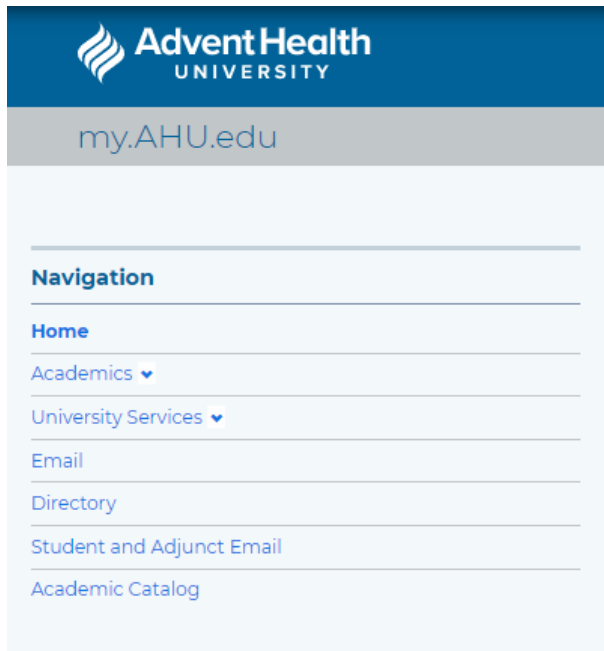 AdventHealth
UNIVERSITY
my.AHU.edu
Navigation
Home
Academics
University Services
Email
Directory
Student and Adjunct Email
Academic Catalog